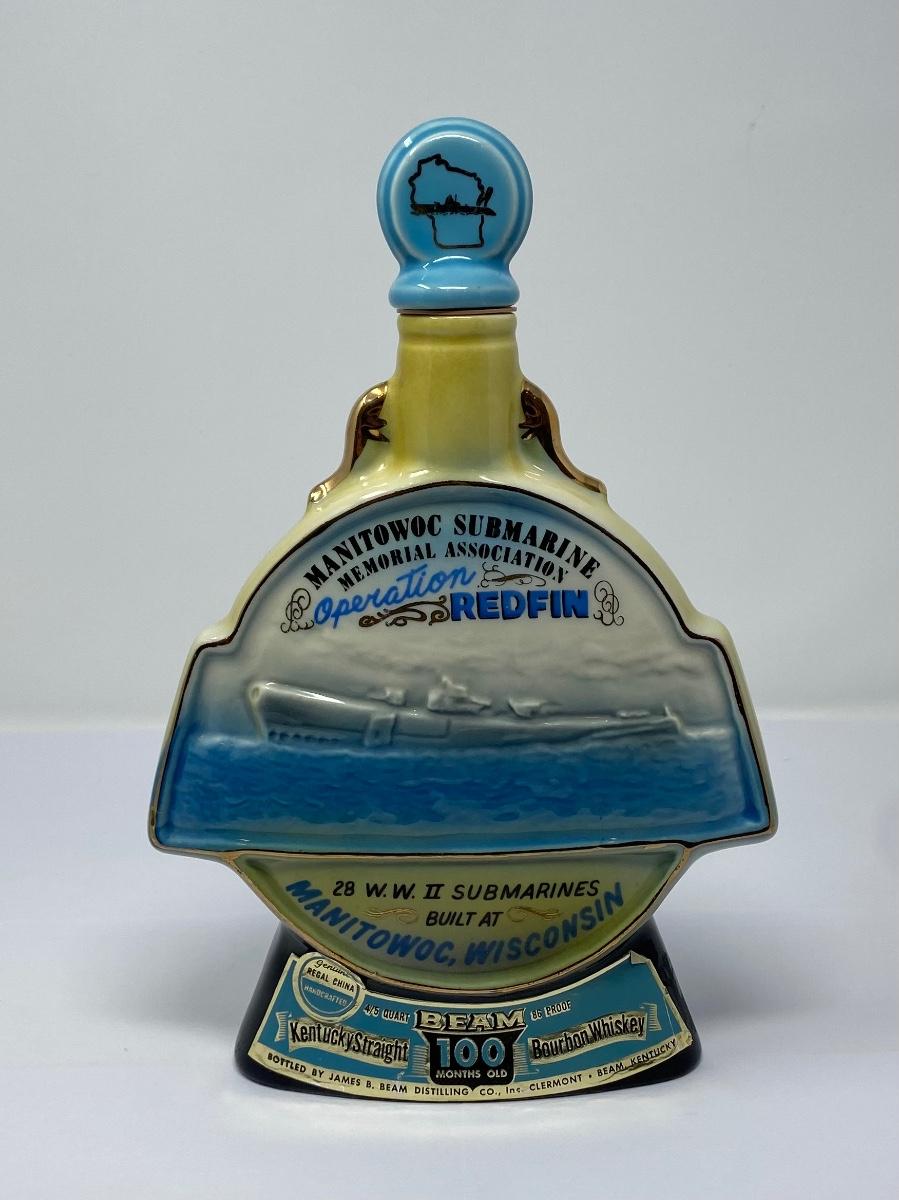 MANITOWOC SUBMARINE
MEMORIAL ASSOCIATION
Operation
REDFIN
28 W.W. II SUBMARINES
BUILT AT
MANITOWOC, WISCONSIN
Genuine
REGAL CHINA
HANDCRAFTED
4/5 QUART BEAM 86 PROOF
Kentucky Straight 100 Bourbon Whiskey
MONTHS OLD
BOTTLED BY JAMES B. BEAM DISTILLING CO., Inc. CLERMONT • BEAM, KENTUCKY